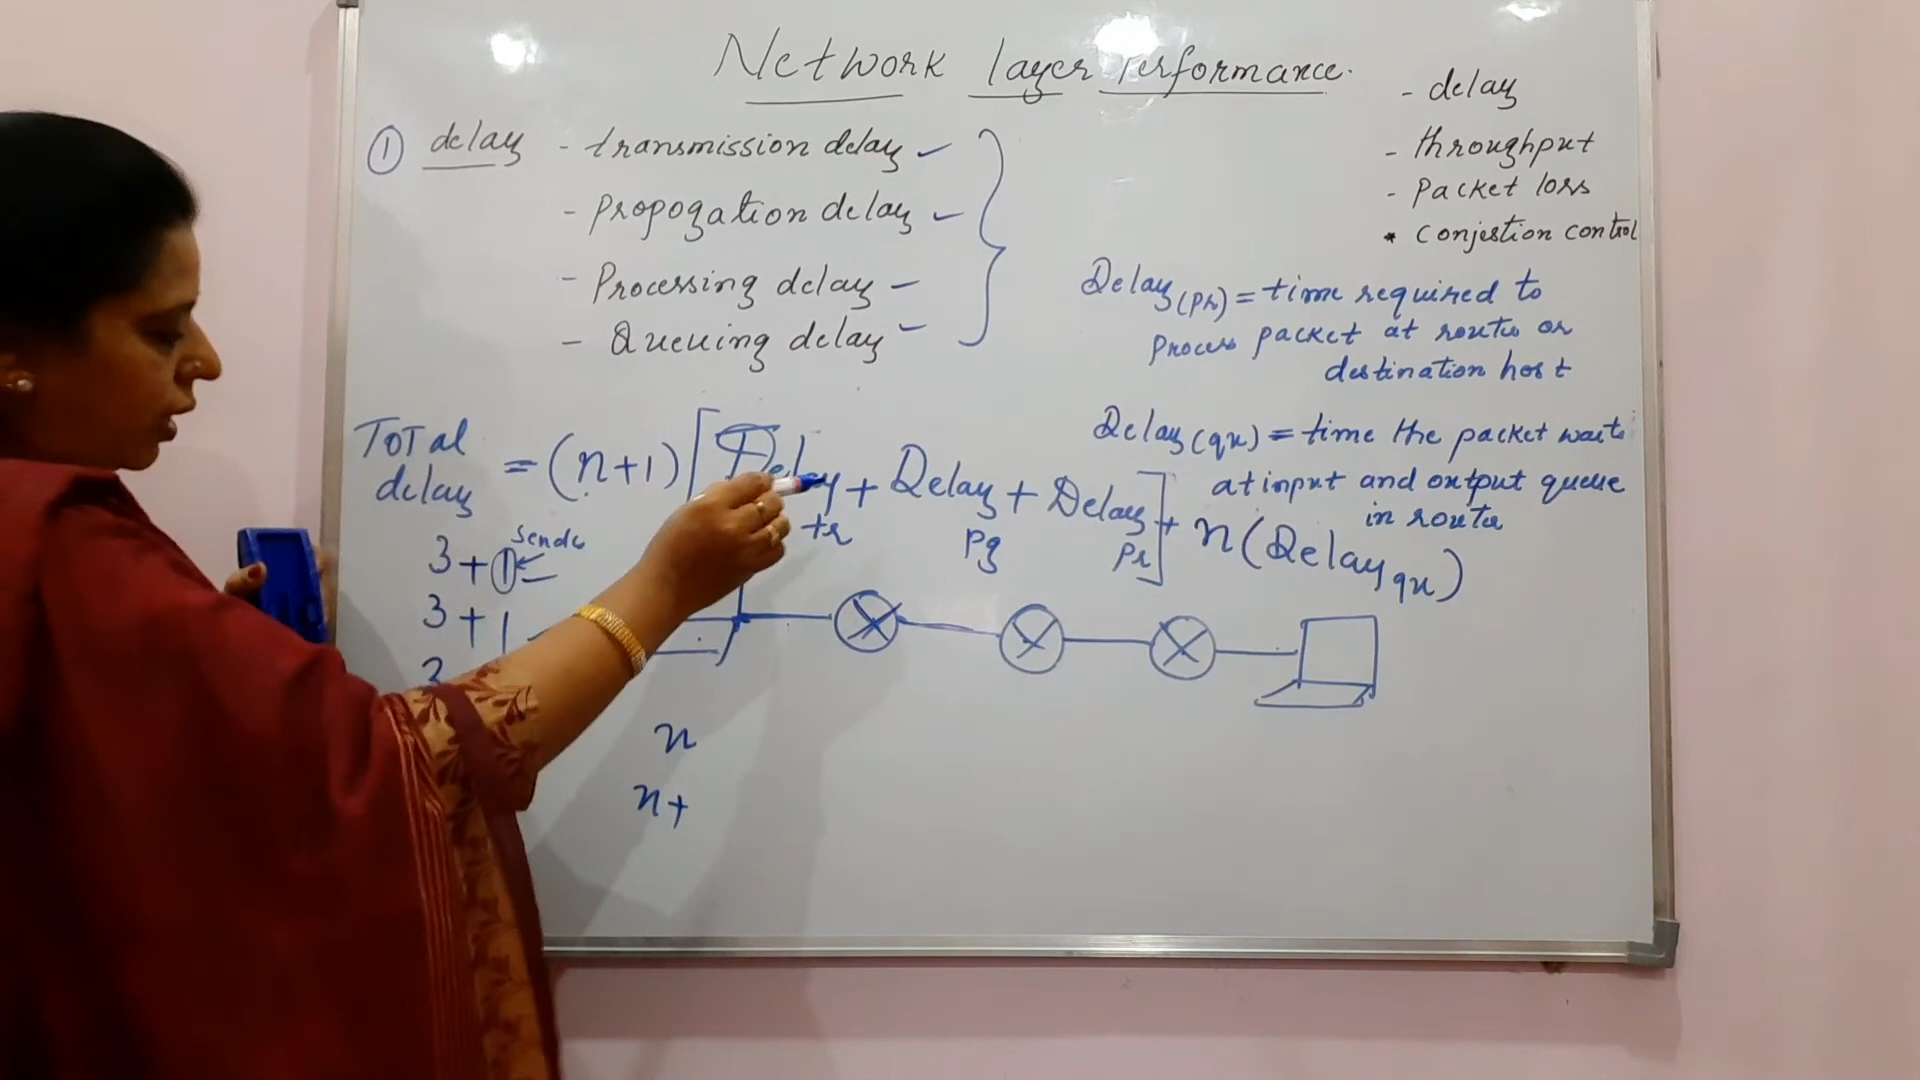 Network layer Performance.
- delay
- throughput
- Packet loss
* Conjestion control
① delay - transmission delay
- Propogation delay
- Processing delay
- Queuing delay
Delay(pr) = time required to
Process packet at router or
destination host
Delay(qu) = time the packet waits
at input and output queue
in router
Total delay = (n+1) [Delay tr + Delay pg + Delay pr] + n (Delay qu)
3+① sender
3+1
3
n
n+